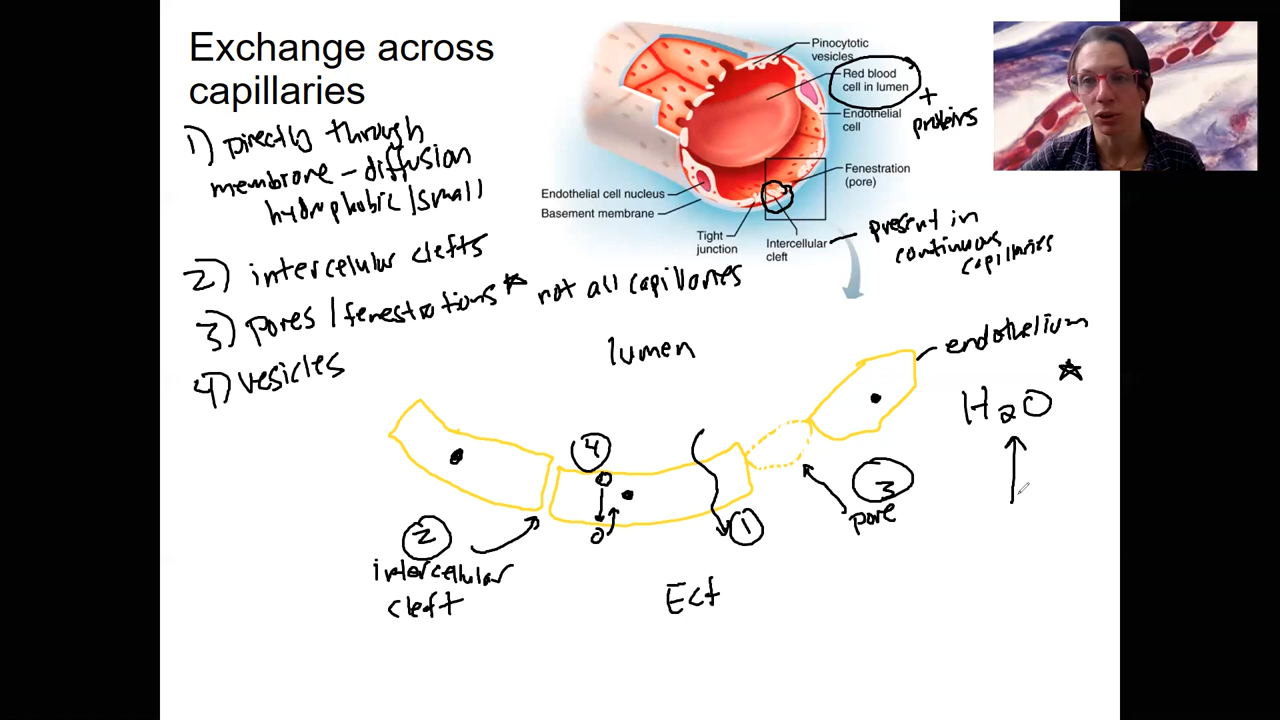 Exchange across
capillaries
1) Directly through
membrane - diffusion
hydrophobic/small
2) intercelular clefts
3) pores / fenestrations * not all capillaries
4) vesicles
Pinocytotic
vesicles
Red blood
cell in lumen
+
proteins
Endothelial
cell
Fenestration
(pore)
Endothelial cell nucleus
Basement membrane
Tight
junction
Intercellular
cleft
present in
continuous
capillaries
lumen
endothelium
H2O *
4
3
pore
1
2
intercellular
cleft
Ecf